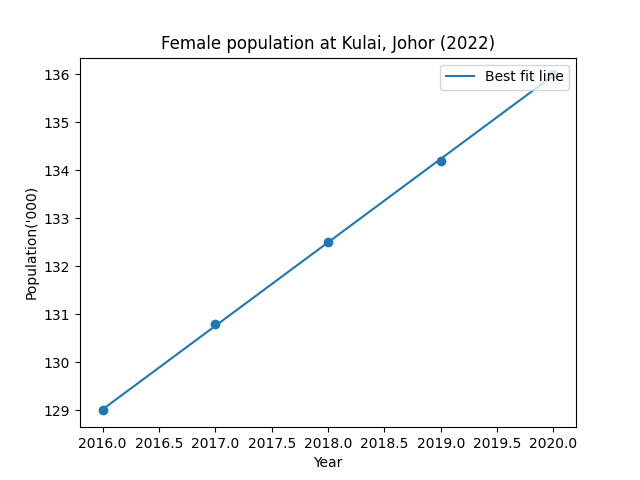 Female population at Kulai, Johor (2022)
Best fit line
136
135
134
133
132
131
130
129
Population('000)
2016.0 2016.5 2017.0 2017.5 2018.0 2018.5 2019.0 2019.5 2020.0
Year